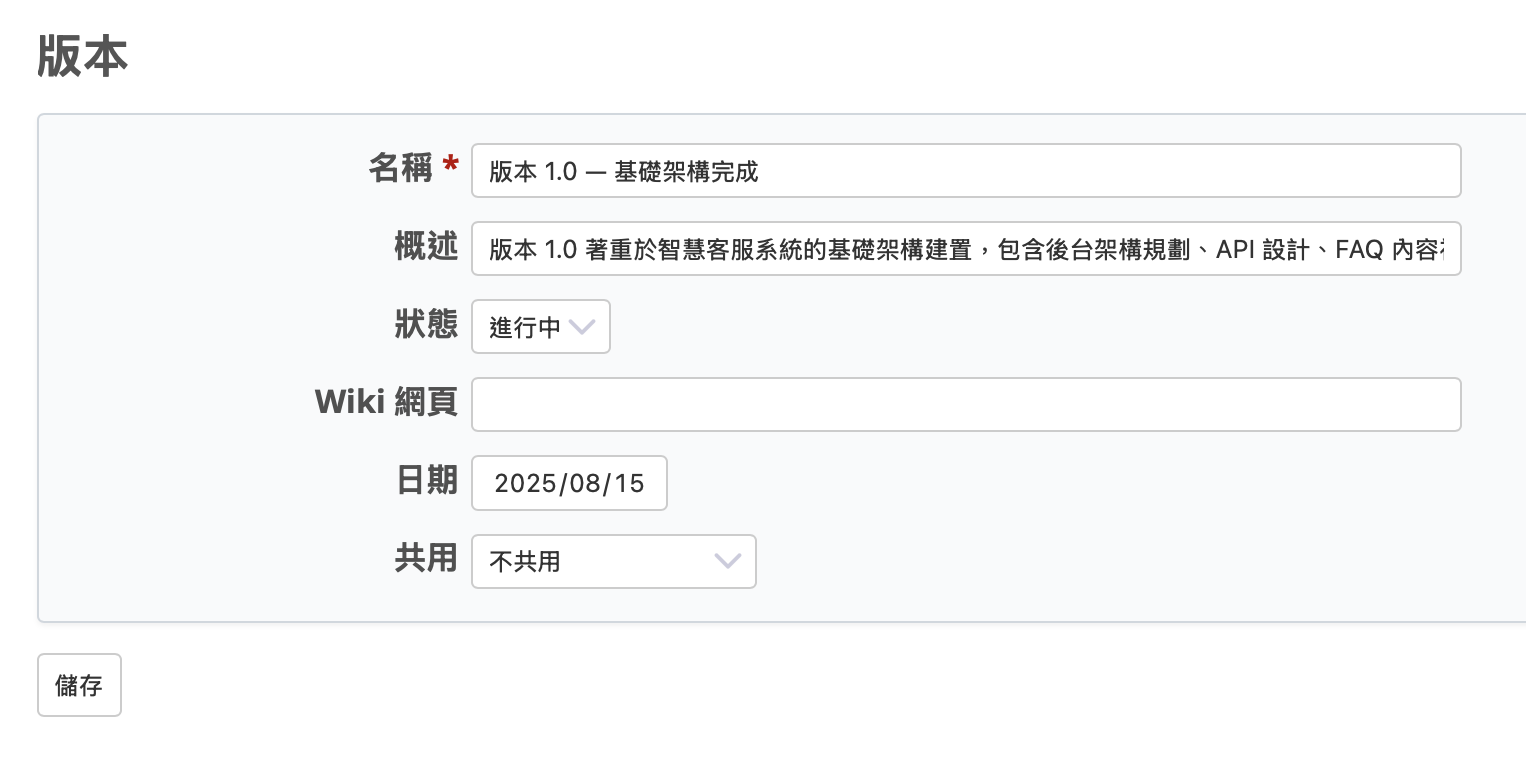 版本
名稱 *
版本 1.0 — 基礎架構完成
概述
版本 1.0 著重於智慧客服系統的基礎架構建置，包含後台架構規劃、API 設計、FAQ 內容
狀態
進行中
Wiki 網頁
日期
2025/08/15
共用
不共用
儲存